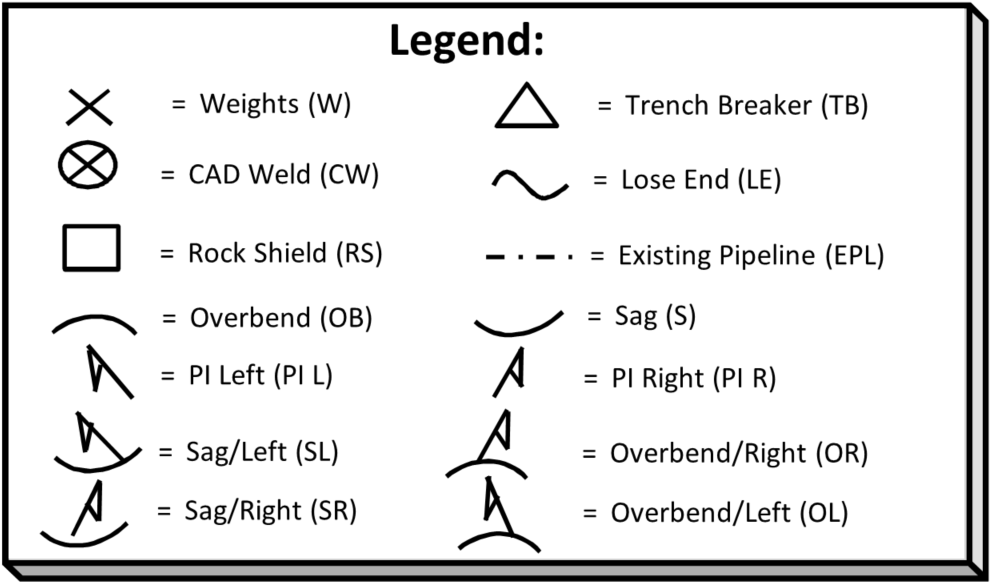 Legend:
= Weights (W)
= Trench Breaker (TB)
= CAD Weld (CW)
= Lose End (LE)
= Rock Shield (RS)
= Existing Pipeline (EPL)
= Overbend (OB)
= Sag (S)
= PI Left (PI L)
= PI Right (PI R)
= Sag/Left (SL)
= Overbend/Right (OR)
= Sag/Right (SR)
= Overbend/Left (OL)